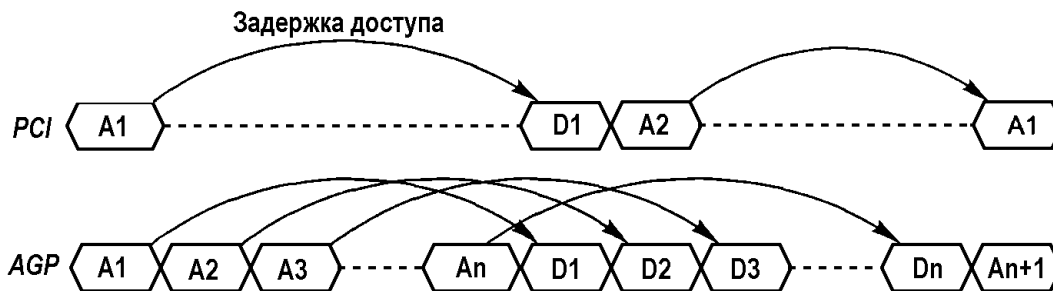 Задержка доступа
PCI A1 D1 A2 A1
AGP A1 A2 A3 An D1 D2 D3 Dn An+1